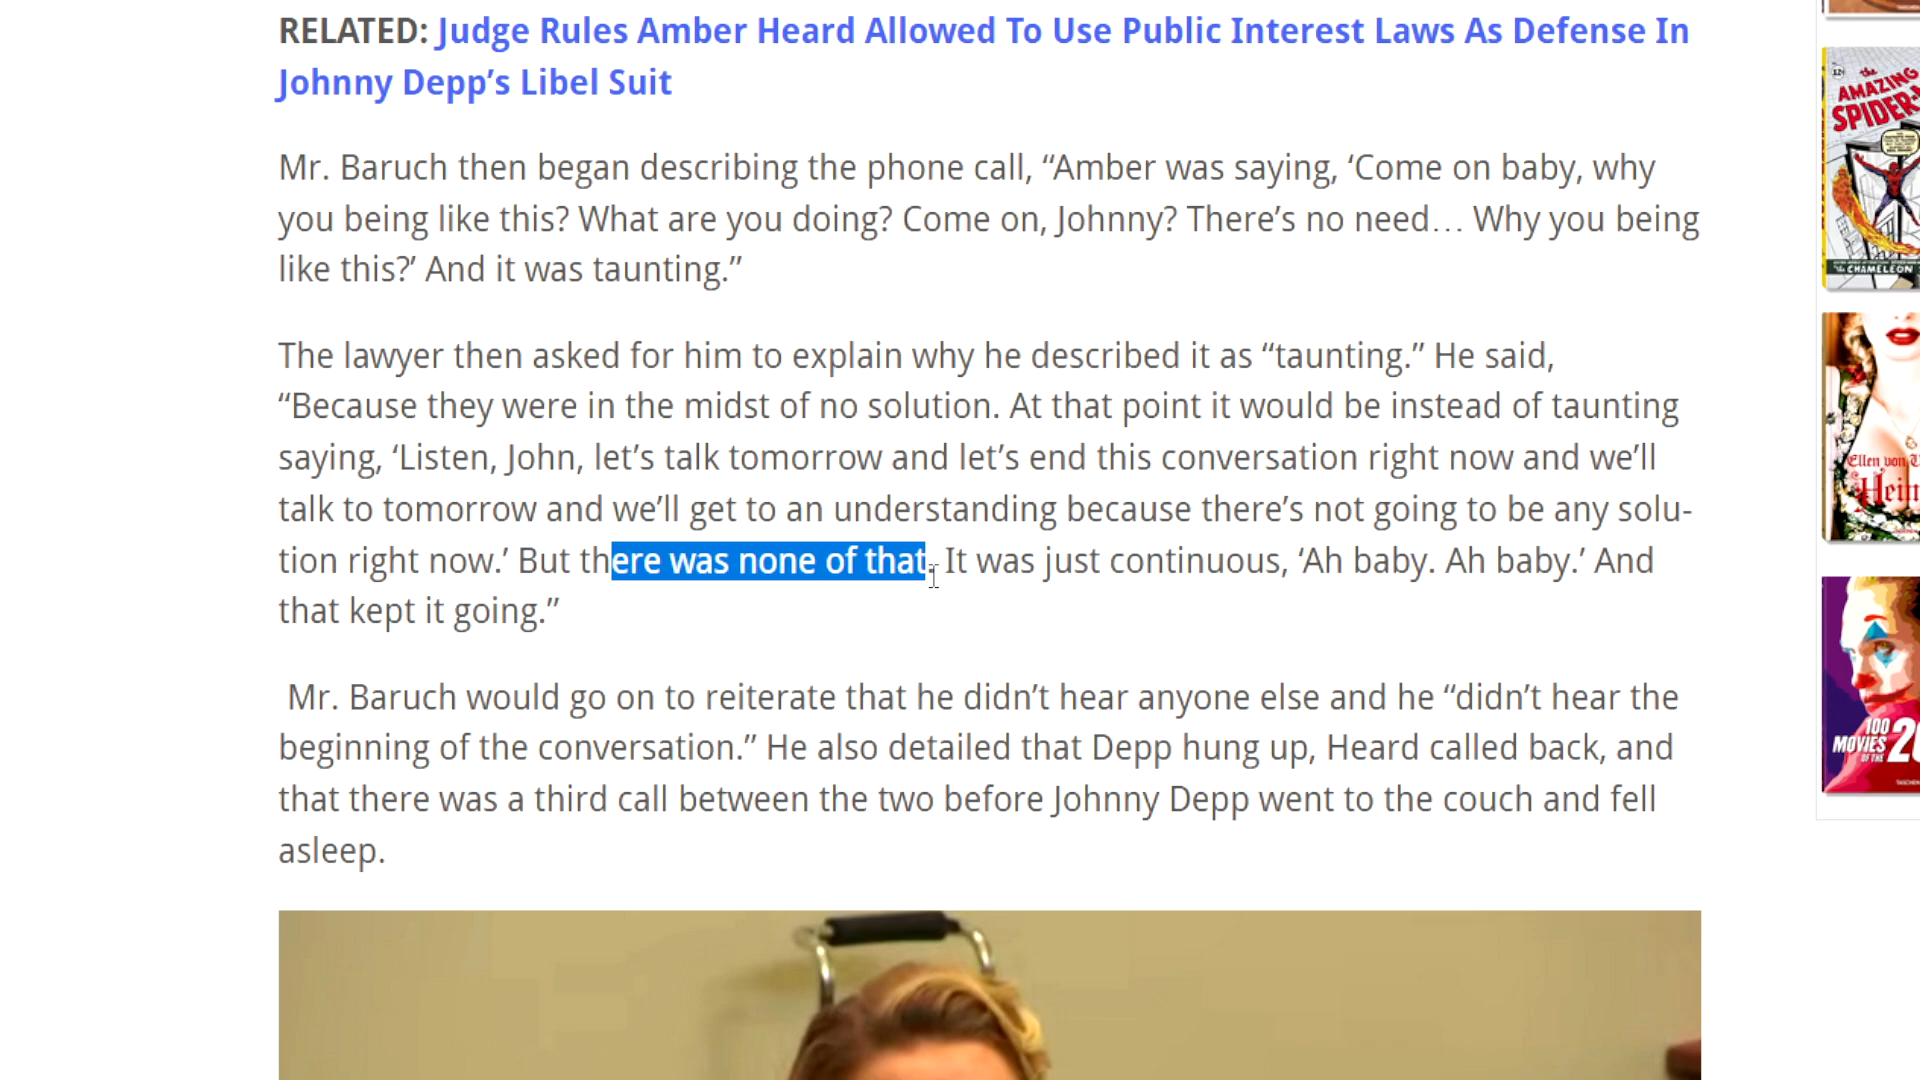 RELATED: Judge Rules Amber Heard Allowed To Use Public Interest Laws As Defense In
Johnny Depp’s Libel Suit
Mr. Baruch then began describing the phone call, “Amber was saying, ‘Come on baby, why
you being like this? What are you doing? Come on, Johnny? There’s no need… Why you being
like this?’ And it was taunting.”
The lawyer then asked for him to explain why he described it as “taunting.” He said,
“Because they were in the midst of no solution. At that point it would be instead of taunting
saying, ‘Listen, John, let’s talk tomorrow and let’s end this conversation right now and we’ll
talk to tomorrow and we’ll get to an understanding because there’s not going to be any solu-
tion right now.’ But there was none of that. It was just continuous, ‘Ah baby. Ah baby.’ And
that kept it going.”
Mr. Baruch would go on to reiterate that he didn’t hear anyone else and he “didn’t hear the
beginning of the conversation.” He also detailed that Depp hung up, Heard called back, and
that there was a third call between the two before Johnny Depp went to the couch and fell
asleep.
the
AMAZING
SPIDER-
the CHAMELEON
Ellen von
Hein
100
MOVIES
OF THE
20